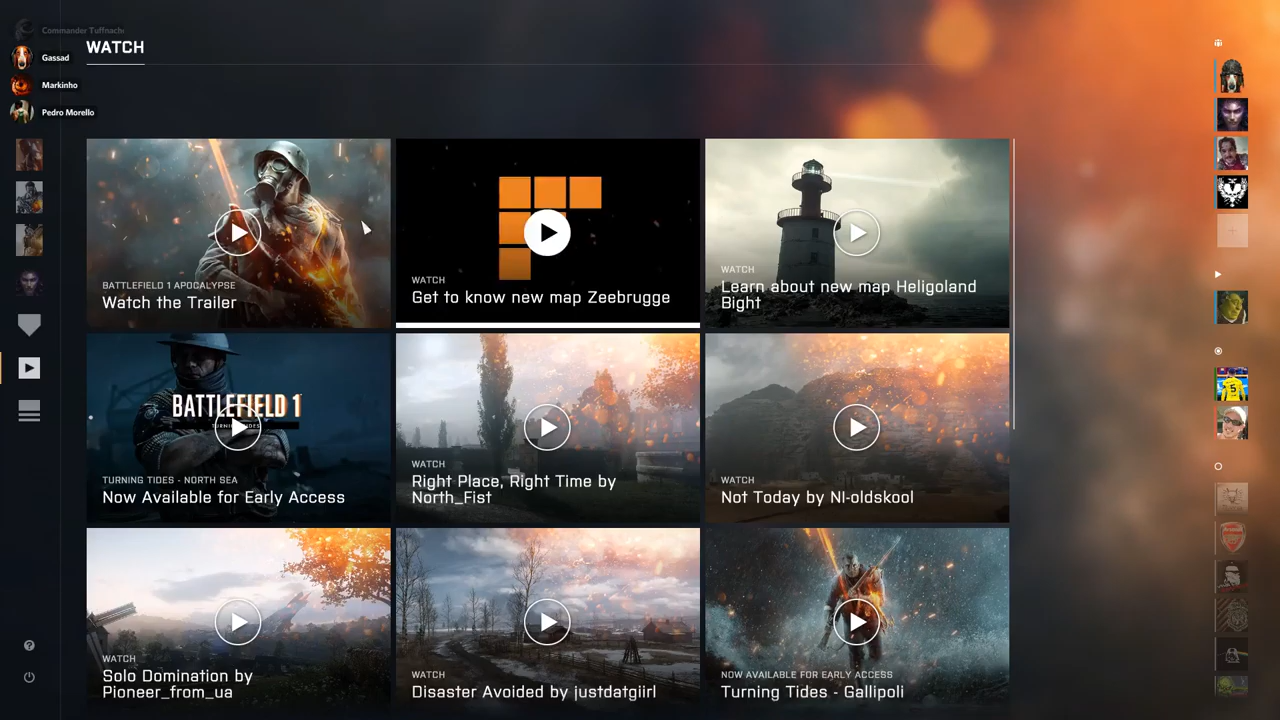 Commander Tuffnache
WATCH
Gassad
Markinho
Pedro Morello
BATTLEFIELD 1 APOCALYPSE
Watch the Trailer
WATCH
Get to know new map Zeebrugge
WATCH
Learn about new map Heligoland
Bight
BATTLEFIELD 1
TURNING TIDES
TURNING TIDES - NORTH SEA
Now Available for Early Access
WATCH
Right Place, Right Time by
North_Fist
WATCH
Not Today by NI-oldskool
WATCH
Solo Domination by
Pioneer_from_ua
WATCH
Disaster Avoided by justdatgiirl
NOW AVAILABLE FOR EARLY ACCESS
Turning Tides - Gallipoli
5